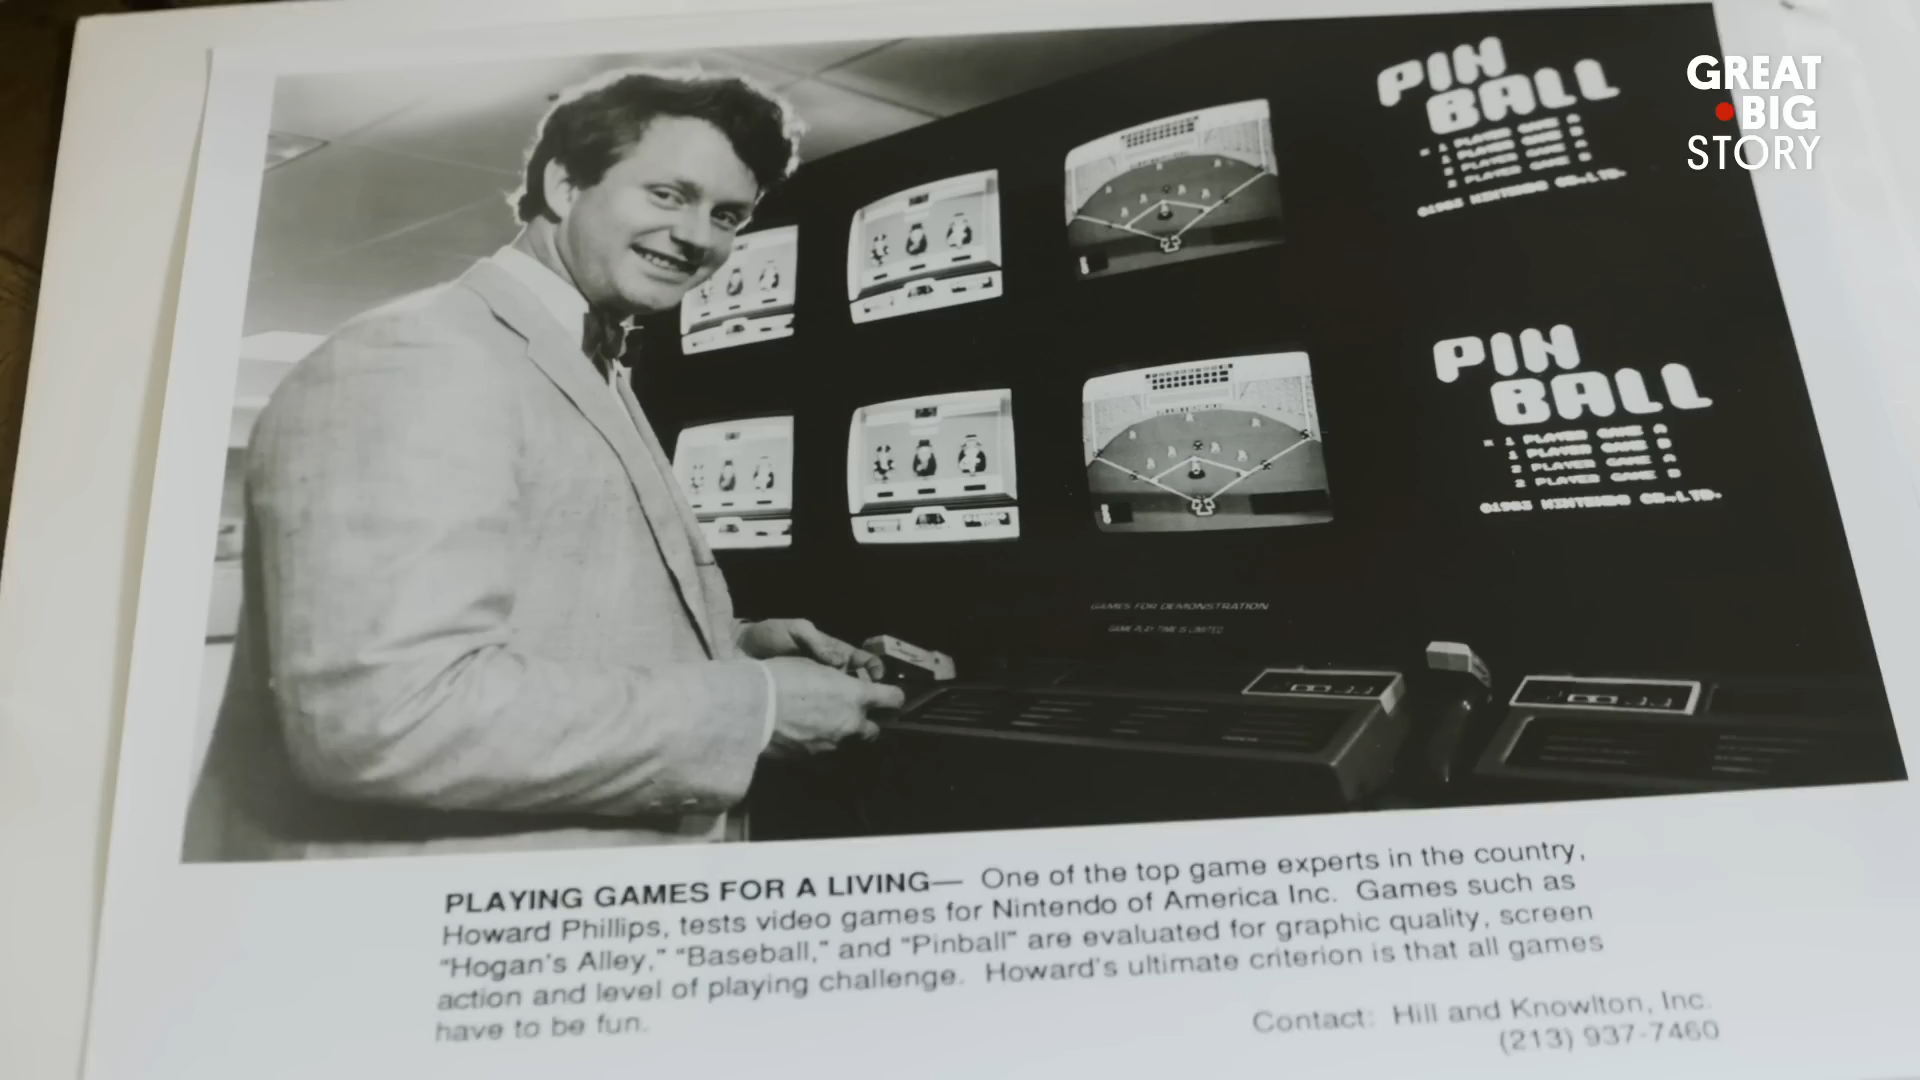 GREAT
BIG
STORY
PIN
BALL
1 PLAYER GAME A
1 PLAYER GAME B
2 PLAYER GAME A
2 PLAYER GAME B
©1983 NINTENDO CO.,LTD.
PIN
BALL
1 PLAYER GAME A
1 PLAYER GAME B
2 PLAYER GAME A
2 PLAYER GAME B
©1983 NINTENDO CO.,LTD.
GAMES FOR DEMONSTRATION
GAME PLAY TIME IS LIMITED
PLAYING GAMES FOR A LIVING— One of the top game experts in the country,
Howard Phillips, tests video games for Nintendo of America Inc. Games such as
"Hogan's Alley," "Baseball," and "Pinball" are evaluated for graphic quality, screen
action and level of playing challenge. Howard's ultimate criterion is that all games
have to be fun.
Contact: Hill and Knowlton, Inc.
(213) 937-7460